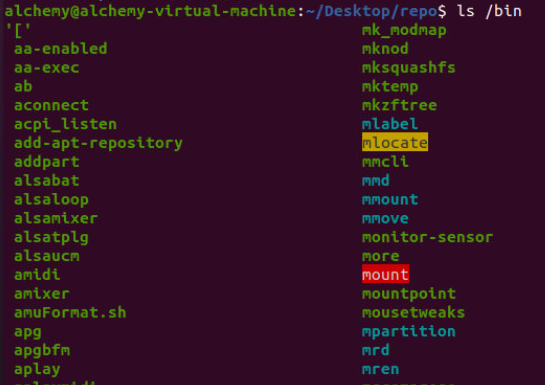 alchemy@alchemy-virtual-machine:~/Desktop/repo$ ls /bin
'[' mk_modmap
aa-enabled mknod
aa-exec mksquashfs
ab mktemp
aconnect mkzftree
acpi_listen mlabel
add-apt-repository mlocate
addpart mmcli
alsabat mmd
alsaloop mmount
alsamixer mmove
alsatplg monitor-sensor
alsaucm more
amidi mount
amixer mountpoint
amuFormat.sh mousetweaks
apg mpartition
apgbfm mrd
aplay mren